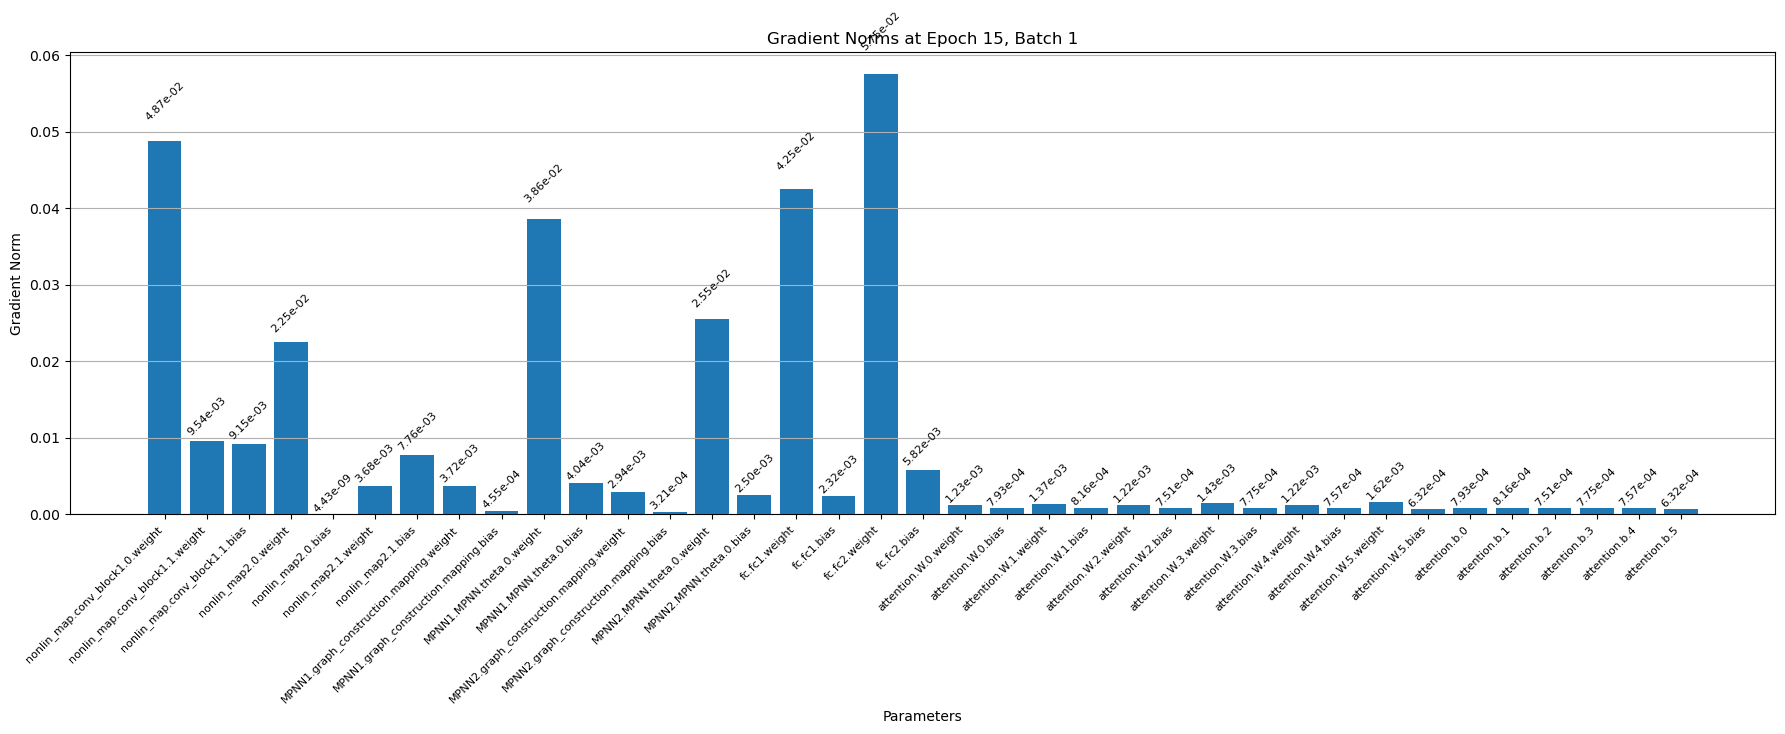 Gradient Norms at Epoch 15, Batch 1
Gradient Norm
0.06
0.05
0.04
0.03
0.02
0.01
0.00
4.87e-02
9.54e-03
9.15e-03
2.25e-02
4.43e-09
3.68e-03
7.76e-03
3.72e-03
4.55e-04
3.86e-02
4.04e-03
2.94e-03
3.21e-04
2.55e-02
2.50e-03
4.25e-02
2.32e-03
5.82e-03
1.23e-03
7.93e-04
1.37e-03
8.16e-04
1.22e-03
7.51e-04
1.43e-03
7.75e-04
1.22e-03
7.57e-04
1.62e-03
6.32e-04
7.93e-04
8.16e-04
7.51e-04
7.75e-04
7.57e-04
6.32e-04
nonlin_map.conv_block1.0.weight
nonlin_map.conv_block1.1.weight
nonlin_map.conv_block1.1.bias
nonlin_map2.0.weight
nonlin_map2.0.bias
nonlin_map2.1.weight
nonlin_map2.1.bias
MPNN1.graph_construction.mapping.weight
MPNN1.graph_construction.mapping.bias
MPNN1.MPNN.theta.0.weight
MPNN1.MPNN.theta.0.bias
MPNN2.graph_construction.mapping.weight
MPNN2.graph_construction.mapping.bias
MPNN2.MPNN.theta.0.weight
MPNN2.MPNN.theta.0.bias
fc.fc1.weight
fc.fc1.bias
fc.fc2.weight
fc.fc2.bias
attention.W.0.weight
attention.W.0.bias
attention.W.1.weight
attention.W.1.bias
attention.W.2.weight
attention.W.2.bias
attention.W.3.weight
attention.W.3.bias
attention.W.4.weight
attention.W.4.bias
attention.W.5.weight
attention.W.5.bias
attention.b.0
attention.b.1
attention.b.2
attention.b.3
attention.b.4
attention.b.5
Parameters